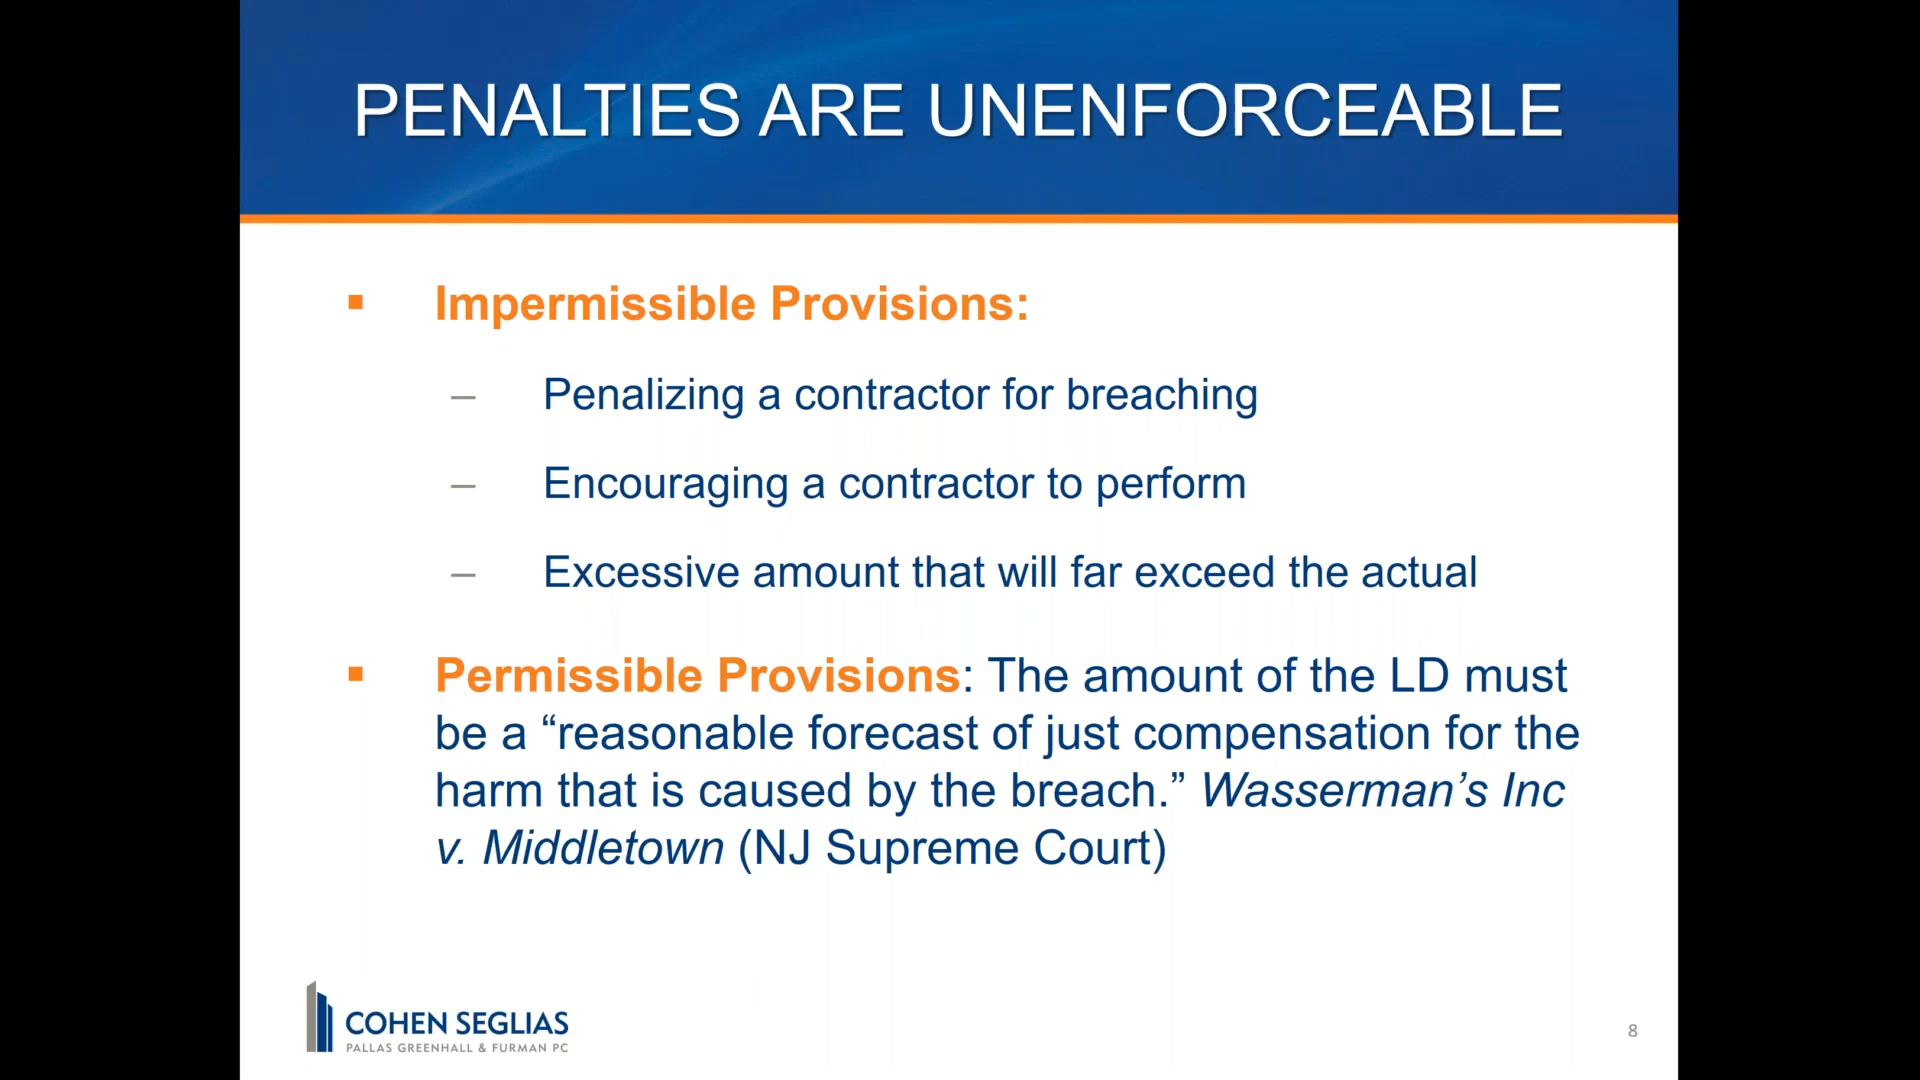 PENALTIES ARE UNENFORCEABLE
▪ Impermissible Provisions:
– Penalizing a contractor for breaching
– Encouraging a contractor to perform
– Excessive amount that will far exceed the actual
▪ Permissible Provisions: The amount of the LD must
be a “reasonable forecast of just compensation for the
harm that is caused by the breach.” Wasserman’s Inc
v. Middletown (NJ Supreme Court)
COHEN SEGLIAS
PALLAS GREENHALL & FURMAN PC
8